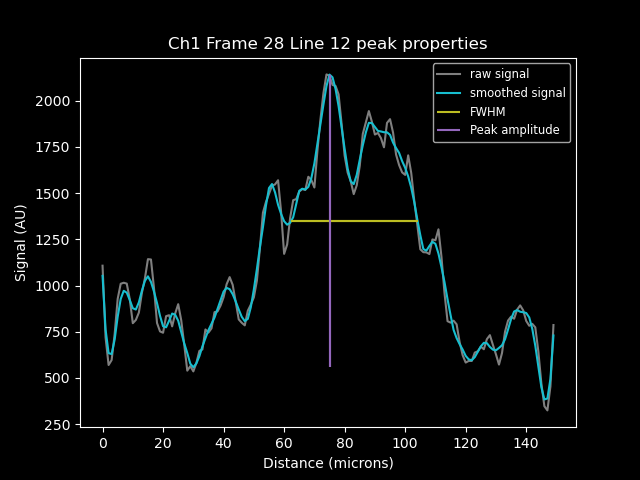 Ch1 Frame 28 Line 12 peak properties
raw signal
smoothed signal
FWHM
Peak amplitude
Signal (AU)
2000
1750
1500
1250
1000
750
500
250
0 20 40 60 80 100 120 140
Distance (microns)